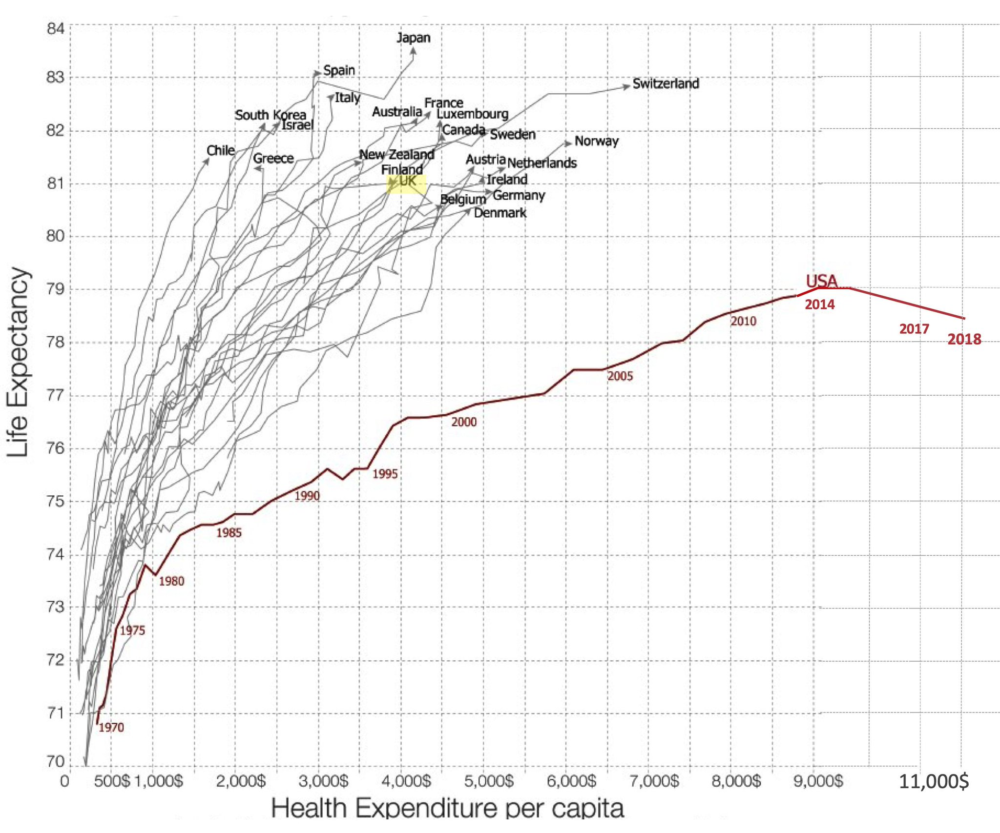 84
Japan
Spain
83
Switzerland
Italy
France
Australia
Luxembourg
South Korea
Israel
82
Canada
Sweden
Norway
Chile
New Zealand
Greece
Austria
Netherlands
Finland
UK
81
Ireland
Germany
Belgium
Denmark
80
79
USA
2014
2010
2017
2018
78
2005
77
2000
76
1995
1990
75
1985
74
1980
73
1975
72
71
1970
70
Life Expectancy
0 500$ 1,000$ 2,000$ 3,000$ 4,000$ 5,000$ 6,000$ 7,000$ 8,000$ 9,000$ 11,000$
Health Expenditure per capita